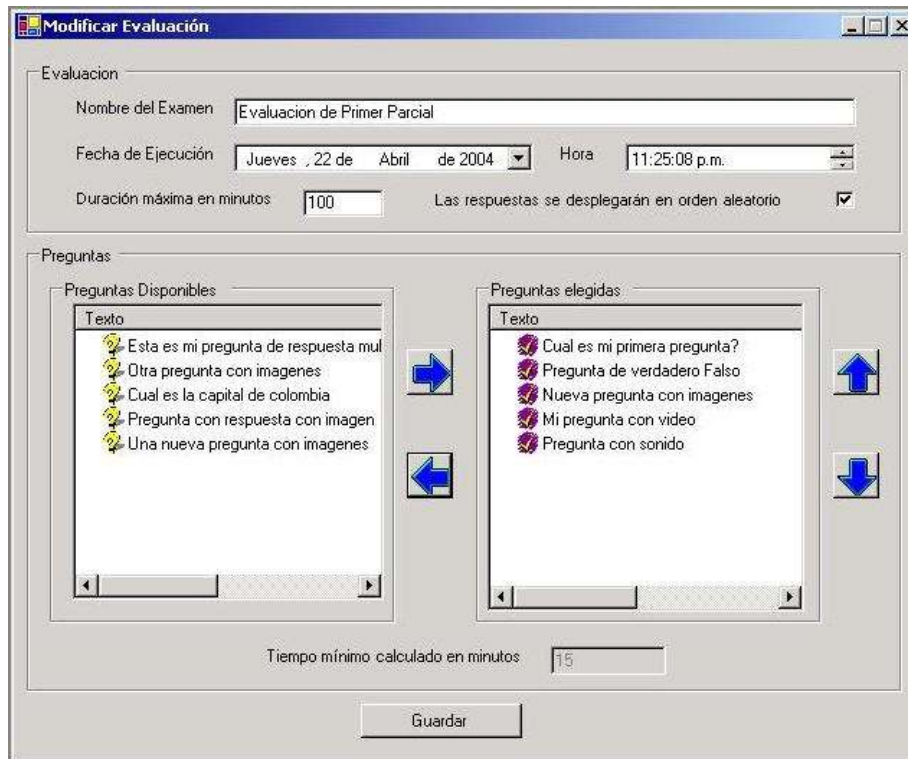 Modificar Evaluación
Evaluacion
Nombre del Examen Evaluacion de Primer Parcial
Fecha de Ejecución Jueves , 22 de Abril de 2004 Hora 11:25:08 p.m.
Duración máxima en minutos 100 Las respuestas se desplegarán en orden aleatorio
Preguntas
Preguntas Disponibles
Texto
Esta es mi pregunta de respuesta mul
Otra pregunta con imagenes
Cual es la capital de colombia
Pregunta con respuesta con imagen
Una nueva pregunta con imagenes
Preguntas elegidas
Texto
Cual es mi primera pregunta?
Pregunta de verdadero Falso
Nueva pregunta con imagenes
Mi pregunta con video
Pregunta con sonido
Tiempo mínimo calculado en minutos 15
Guardar